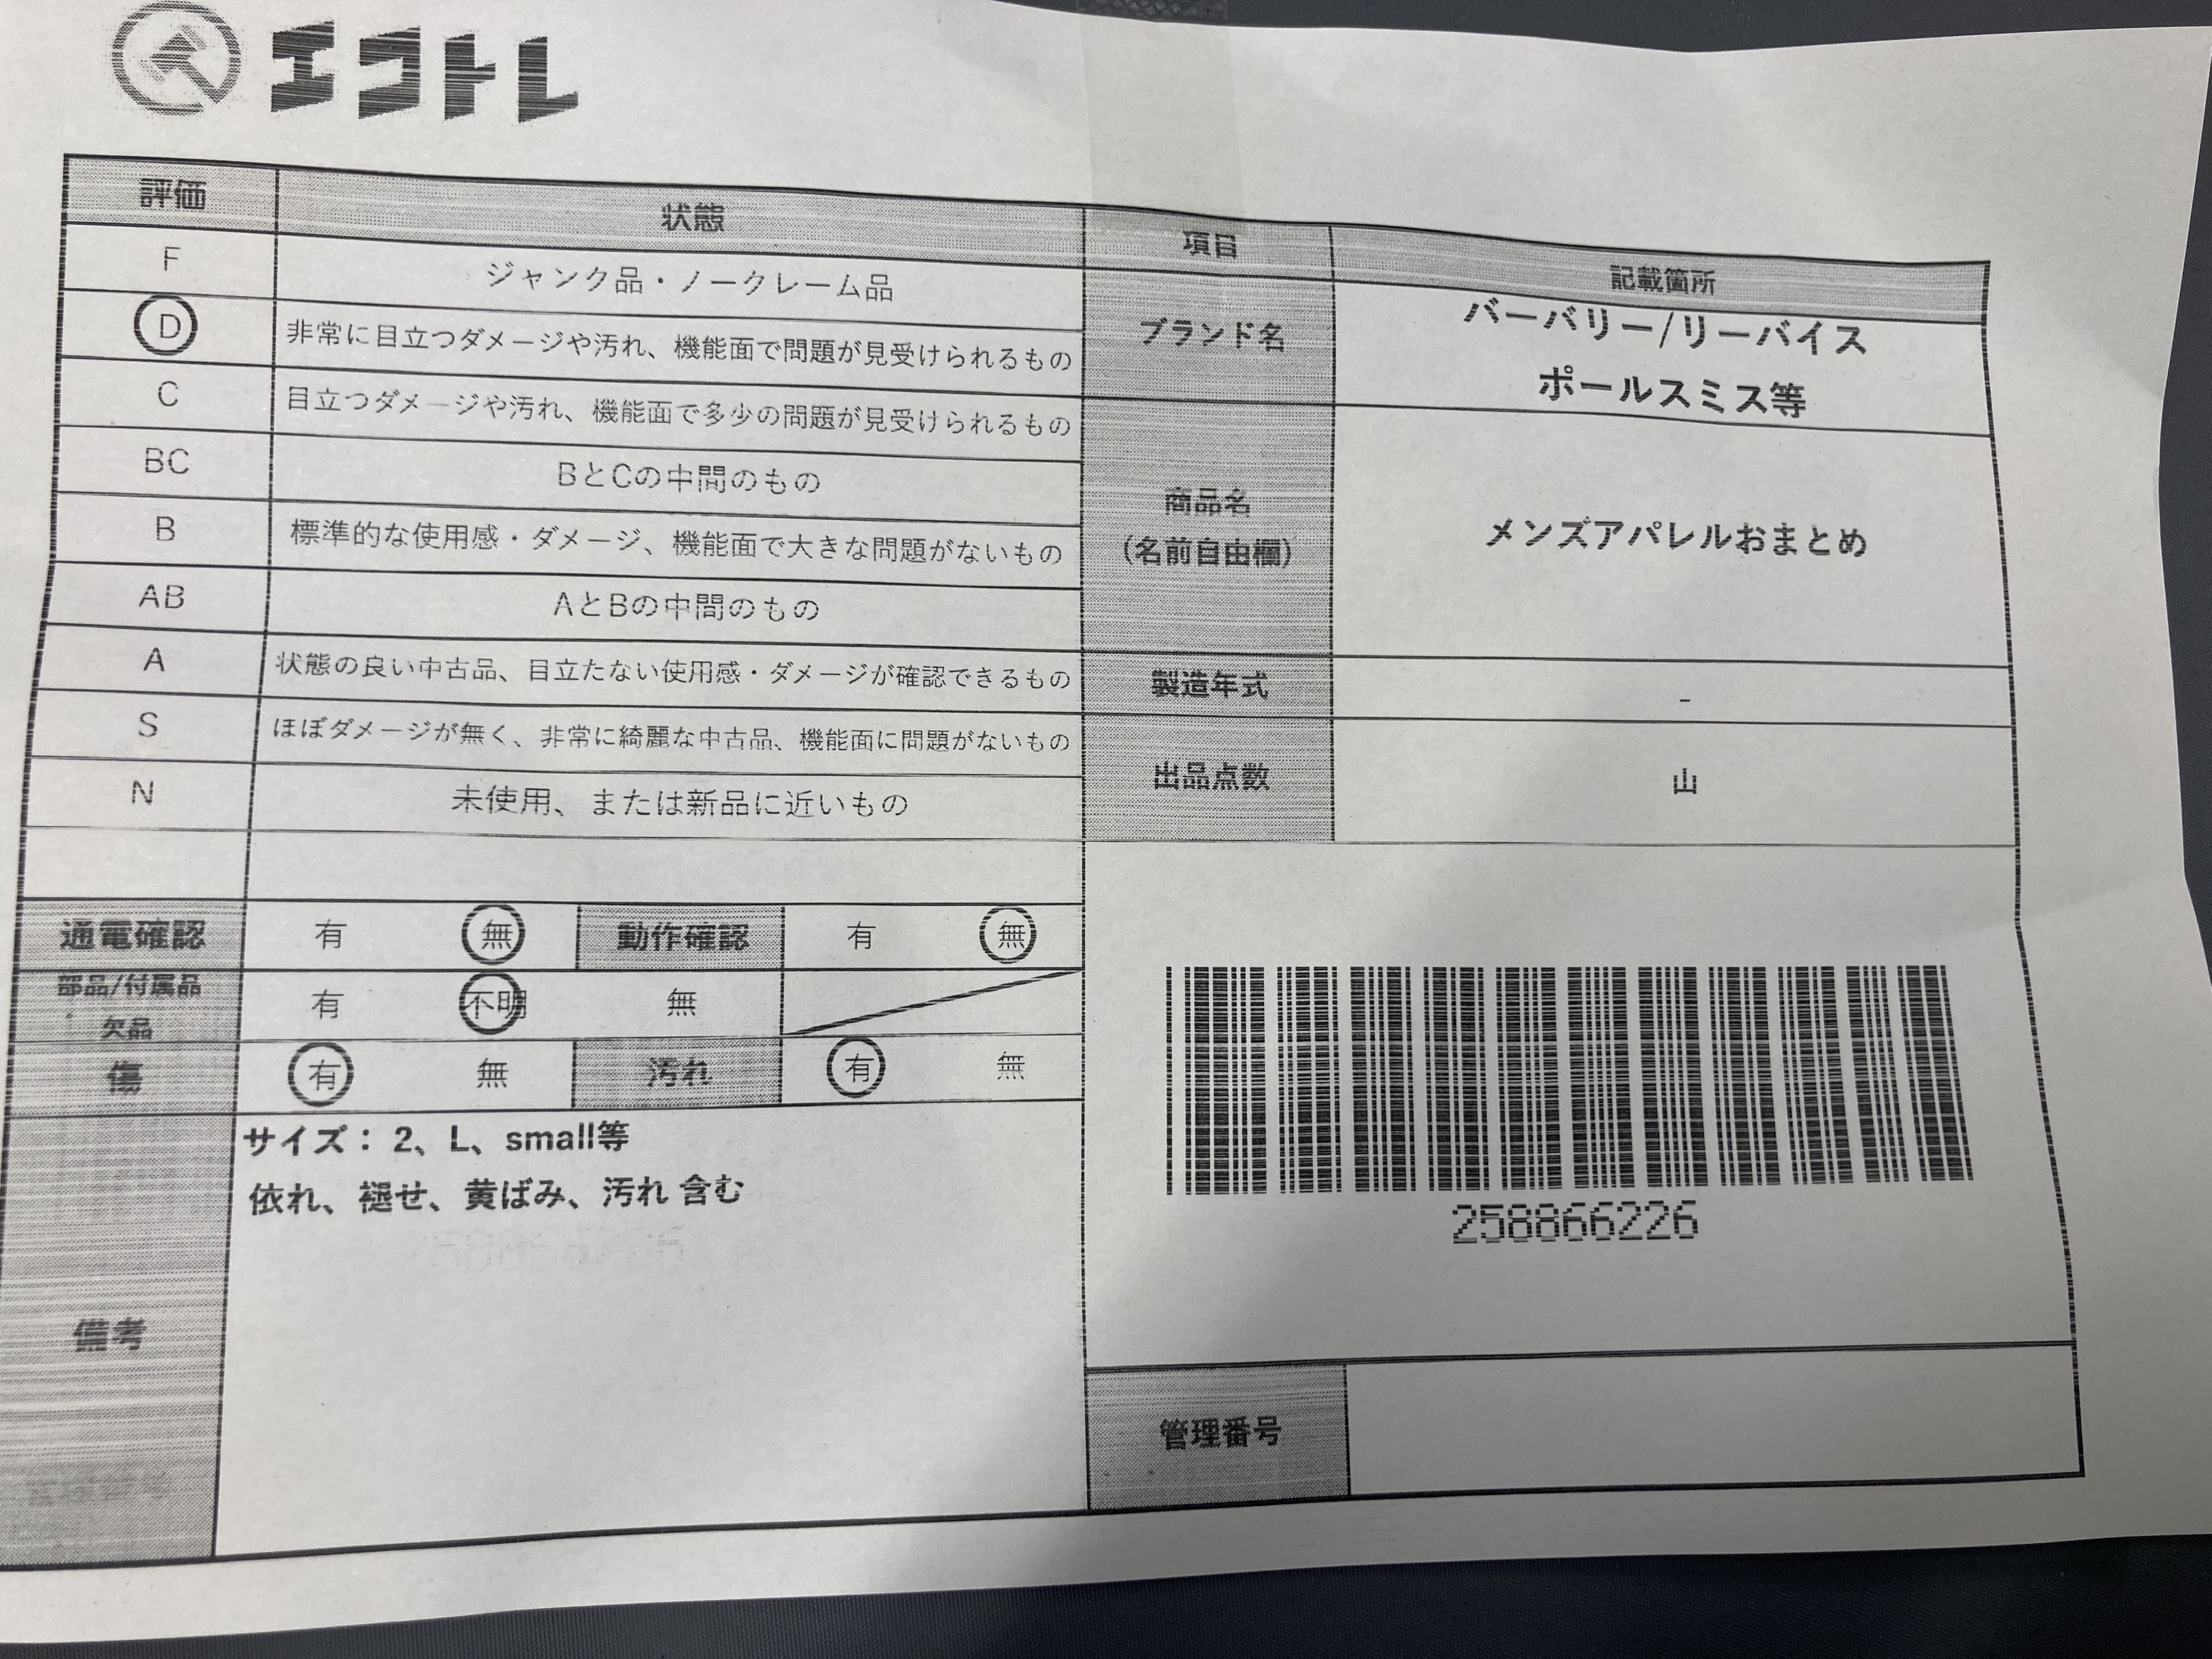 エコトレ
評価 状態
F ジャンク品・ノークレーム品
D 非常に目立つダメージや汚れ、機能面で問題が見受けられるもの
C 目立つダメージや汚れ、機能面で多少の問題が見受けられるもの
BC BとCの中間のもの
B 標準的な使用感・ダメージ、機能面で大きな問題がないもの
AB AとBの中間のもの
A 状態の良い中古品、目立たない使用感・ダメージが確認できるもの
S ほぼダメージが無く、非常に綺麗な中古品、機能面に問題がないもの
N 未使用、または新品に近いもの
通電確認 有 無 動作確認 有 無
部品/付属品
欠品 有 不明 無
傷 有 無 汚れ 有 無
備考
サイズ：2、L、small等
依れ、褪せ、黄ばみ、汚れ 含む
項目 記載箇所
ブランド名
バーバリー/リーバイス
ポールスミス等
商品名
（名前自由欄）
メンズアパレルおまとめ
製造年式 -
出品点数 山
258866226
管理番号